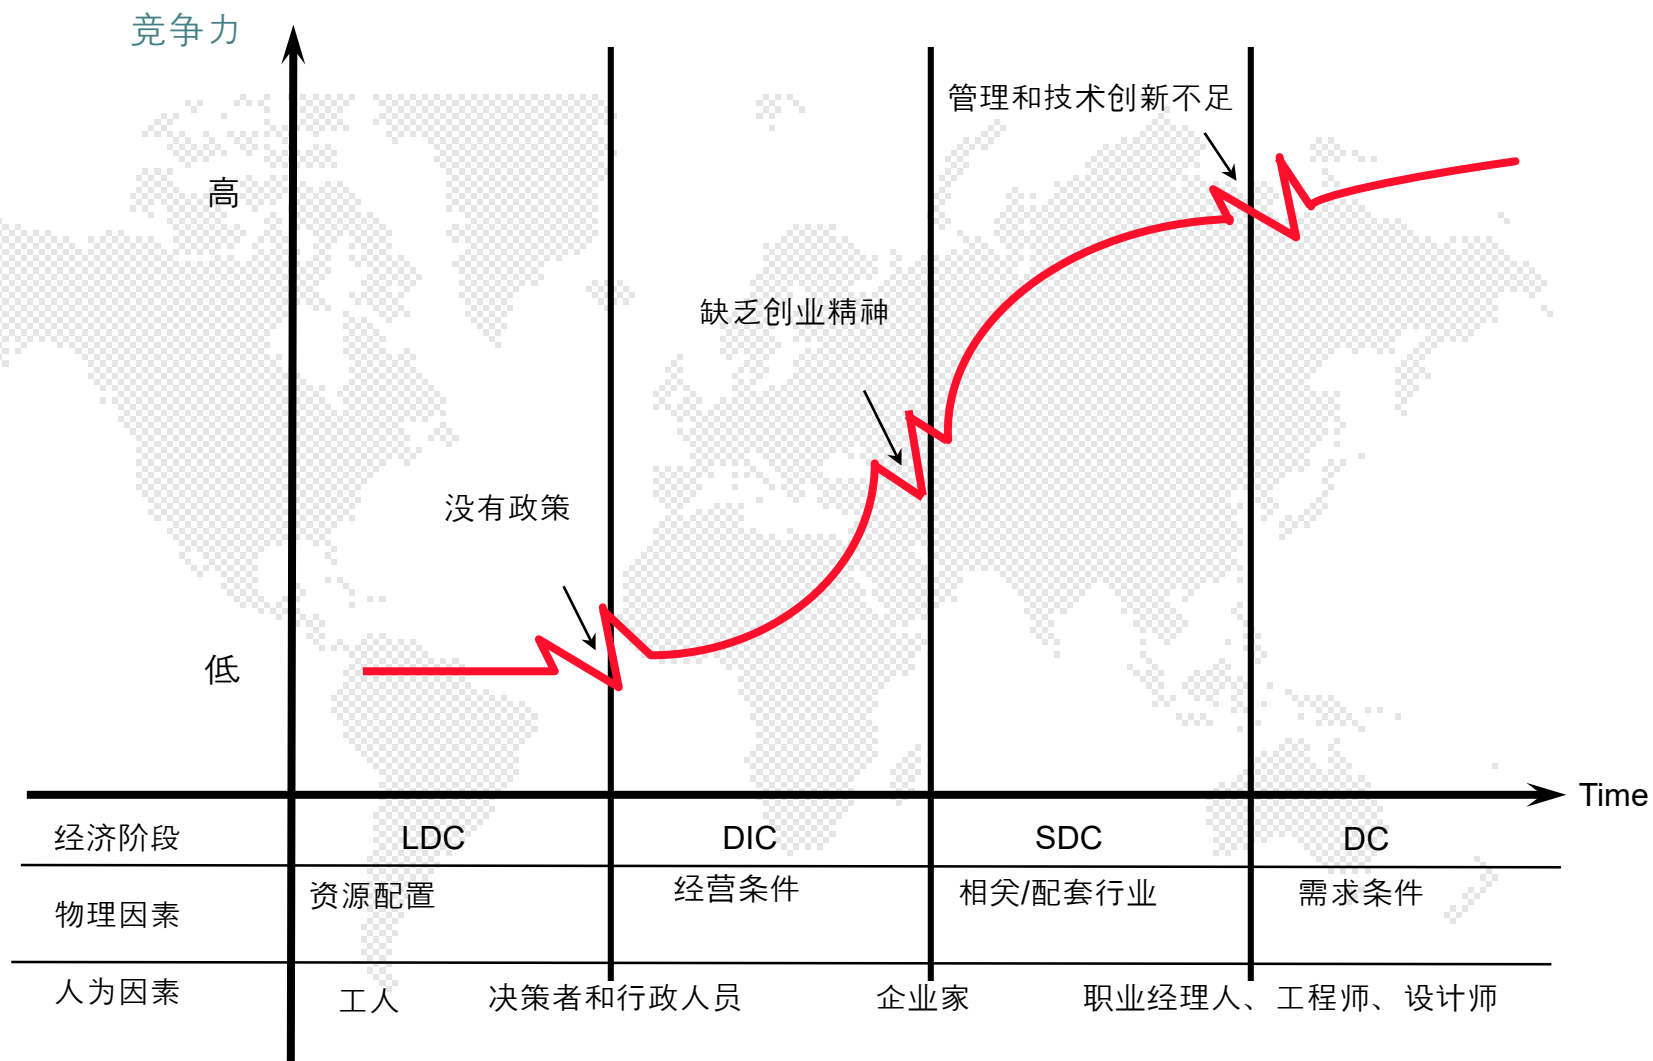 竞争力
管理和技术创新不足
高
缺乏创业精神
没有政策
低
Time
经济阶段 LDC DIC SDC DC
物理因素 资源配置 经营条件 相关/配套行业 需求条件
人为因素 工人 决策者和行政人员 企业家 职业经理人、工程师、设计师